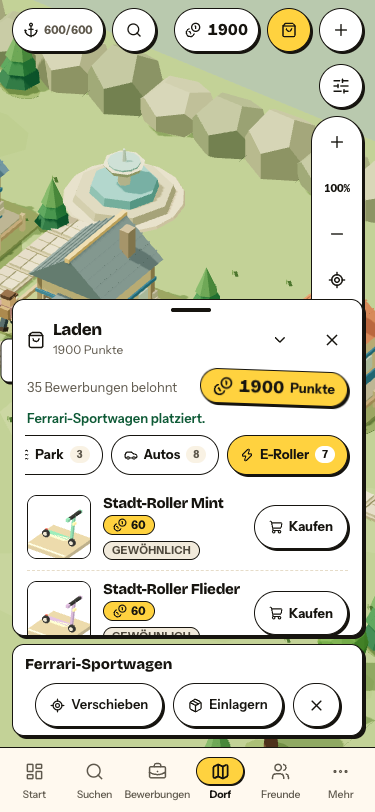 600/600
1900
100%
Laden
1900 Punkte
35 Bewerbungen belohnt
1900 Punkte
Ferrari-Sportwagen platziert.
Park 3
Autos 8
E-Roller 7
Stadt-Roller Mint
60
GEWÖHNLICH
Kaufen
Stadt-Roller Flieder
60
GEWÖHNLICH
Kaufen
Ferrari-Sportwagen
Verschieben
Einlagern
Start
Suchen
Bewerbungen
Dorf
Freunde
Mehr